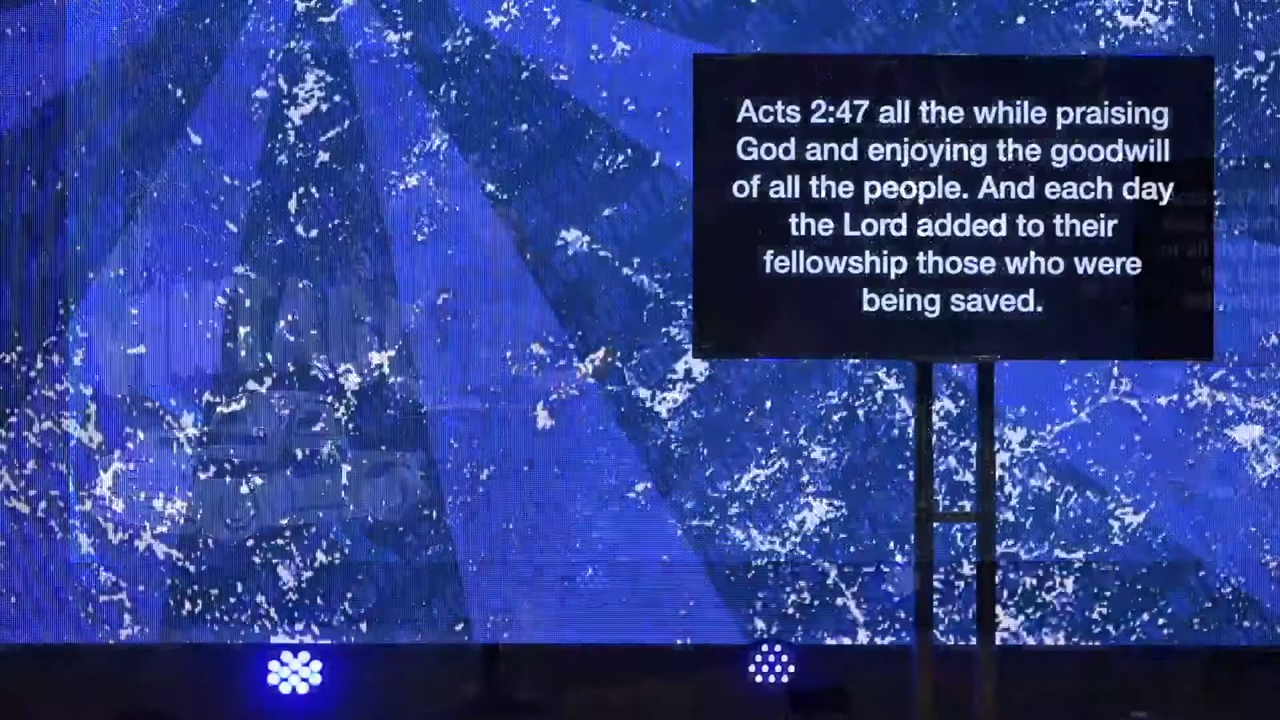 Acts 2:47 all the while praising
God and enjoying the goodwill
of all the people. And each day
the Lord added to their
fellowship those who were
being saved.